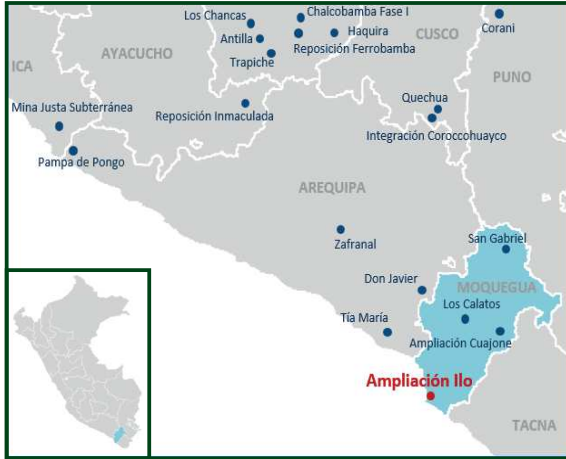 Los Chancas
Chalcobamba Fase I
Antilla
Haquira
Reposición Ferrobamba
Trapiche
CUSCO
Corani
AYACUCHO
ICA
PUNO
Mina Justa Subterránea
Reposición Inmaculada
Quechua
Integración Coroccohuayco
Pampa de Pongo
AREQUIPA
Zafranal
San Gabriel
Don Javier
MOQUEGUA
Los Calatos
Tía María
Ampliación Cuajone
Ampliación Ilo
TACNA